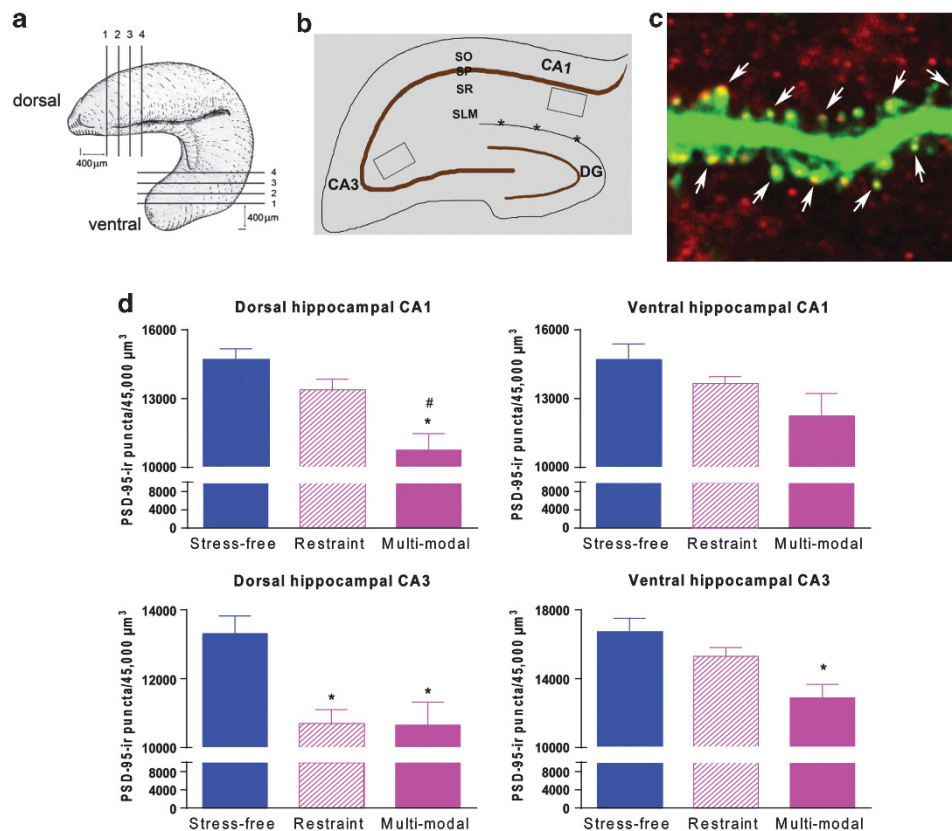 a
1 2 3 4
dorsal
400µm
4
3
2
1
ventral
400µm
b
SO
SP
SR
SLM
CA1
CA3
DG
* * *
c
d
Dorsal hippocampal CA1
PSD-95-ir puncta/45,000 µm³
16000
13000
10000
8000
4000
0
#
*
Stress-free Restraint Multi-modal
Ventral hippocampal CA1
PSD-95-ir puncta/45,000 µm³
16000
13000
10000
8000
4000
0
Stress-free Restraint Multi-modal
Dorsal hippocampal CA3
PSD-95-ir puncta/45,000 µm³
14000
12000
10000
8000
4000
0
* *
Stress-free Restraint Multi-modal
Ventral hippocampal CA3
PSD-95-ir puncta/45,000 µm³
18000
14000
10000
8000
4000
0
*
Stress-free Restraint Multi-modal